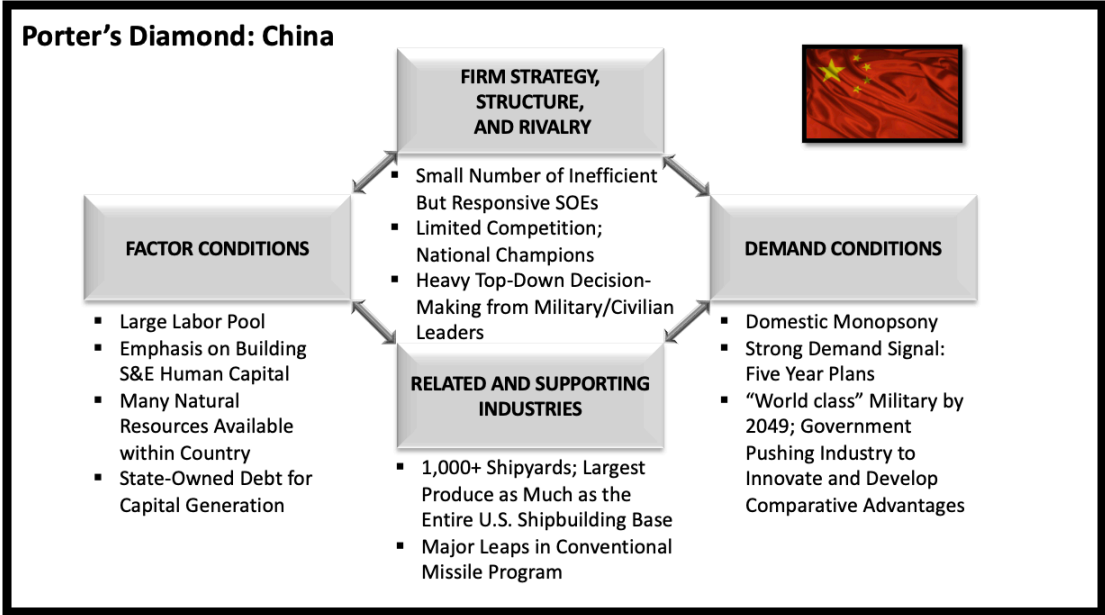 Porter's Diamond: China
FIRM STRATEGY,
STRUCTURE,
AND RIVALRY
▪ Small Number of Inefficient
But Responsive SOEs
▪ Limited Competition;
National Champions
▪ Heavy Top-Down Decision-
Making from Military/Civilian
Leaders
FACTOR CONDITIONS
▪ Large Labor Pool
▪ Emphasis on Building
S&E Human Capital
▪ Many Natural
Resources Available
within Country
▪ State-Owned Debt for
Capital Generation
DEMAND CONDITIONS
▪ Domestic Monopsony
▪ Strong Demand Signal:
Five Year Plans
▪ “World class” Military by
2049; Government
Pushing Industry to
Innovate and Develop
Comparative Advantages
RELATED AND SUPPORTING
INDUSTRIES
▪ 1,000+ Shipyards; Largest
Produce as Much as the
Entire U.S. Shipbuilding Base
▪ Major Leaps in Conventional
Missile Program